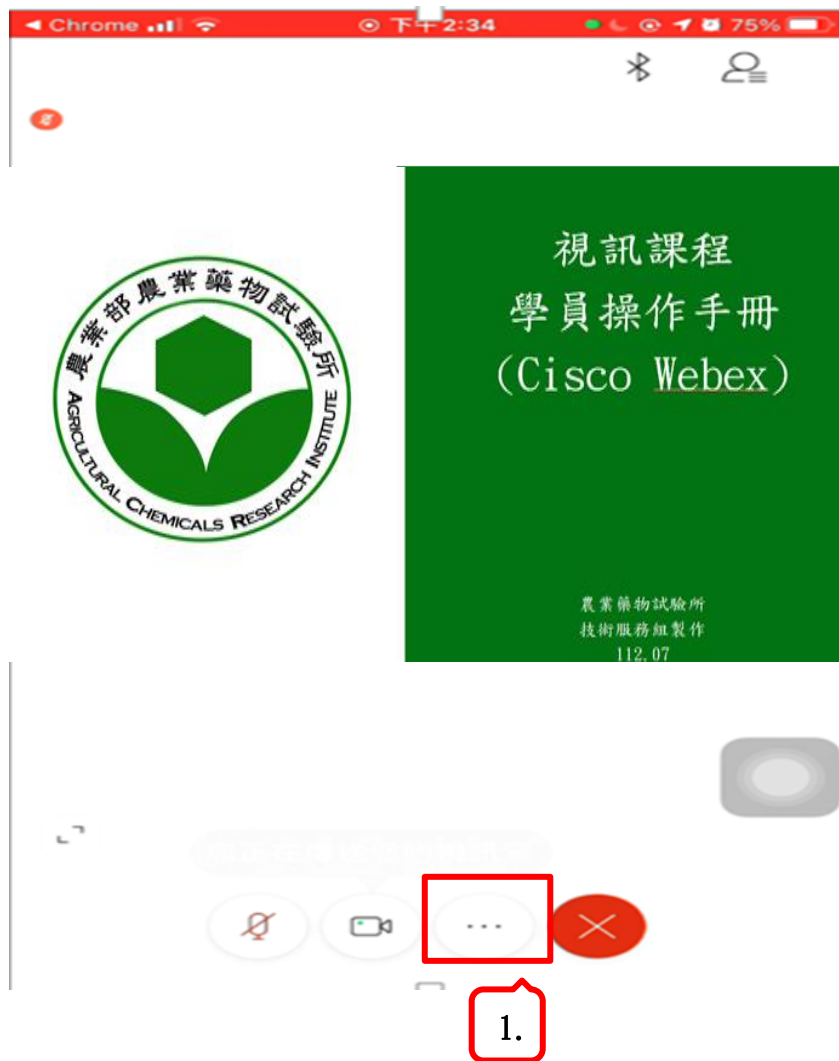 ◀ Chrome 下午2:34 75%
農業部農業藥物試驗所
AGRICULTURAL CHEMICALS RESEARCH INSTITUTE
視訊課程
學員操作手冊
(Cisco Webex)
農業藥物試驗所
技術服務組製作
112.07
1.